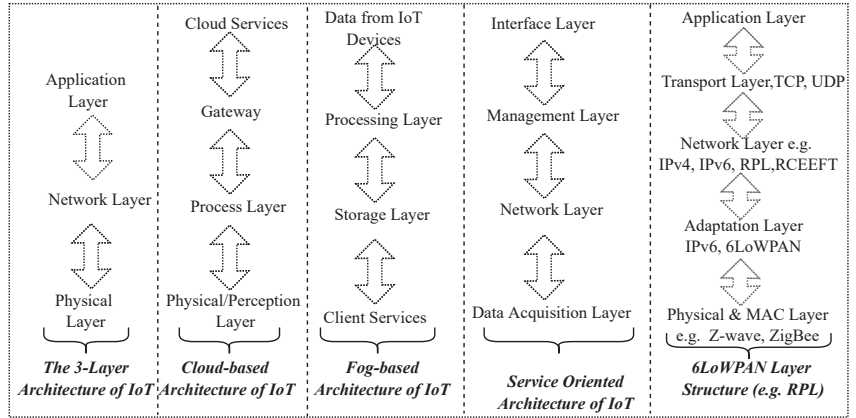 Application
Layer
Network Layer
Physical
Layer
The 3-Layer
Architecture of IoT
Cloud Services
Gateway
Process Layer
Physical/Perception
Layer
Cloud-based
Architecture of IoT
Data from IoT
Devices
Processing Layer
Storage Layer
Client Services
Fog-based
Architecture of IoT
Interface Layer
Management Layer
Network Layer
Data Acquisition Layer
Service Oriented
Architecture of IoT
Application Layer
Transport Layer,TCP, UDP
Network Layer e.g.
IPv4, IPv6, RPL,RCEEFT
Adaptation Layer
IPv6, 6LoWPAN
Physical & MAC Layer
e.g. Z-wave, ZigBee
6LoWPAN Layer
Structure (e.g. RPL)